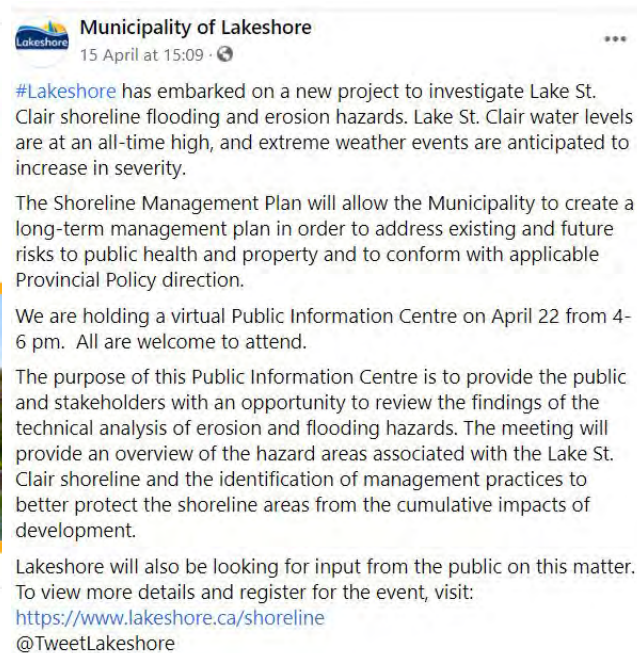 Lakeshore
Municipality of Lakeshore
15 April at 15:09 ·
#Lakeshore has embarked on a new project to investigate Lake St.
Clair shoreline flooding and erosion hazards. Lake St. Clair water levels
are at an all-time high, and extreme weather events are anticipated to
increase in severity.
The Shoreline Management Plan will allow the Municipality to create a
long-term management plan in order to address existing and future
risks to public health and property and to conform with applicable
Provincial Policy direction.
We are holding a virtual Public Information Centre on April 22 from 4-
6 pm.  All are welcome to attend.
The purpose of this Public Information Centre is to provide the public
and stakeholders with an opportunity to review the findings of the
technical analysis of erosion and flooding hazards. The meeting will
provide an overview of the hazard areas associated with the Lake St.
Clair shoreline and the identification of management practices to
better protect the shoreline areas from the cumulative impacts of
development.
Lakeshore will also be looking for input from the public on this matter.
To view more details and register for the event, visit:
https://www.lakeshore.ca/shoreline
@TweetLakeshore